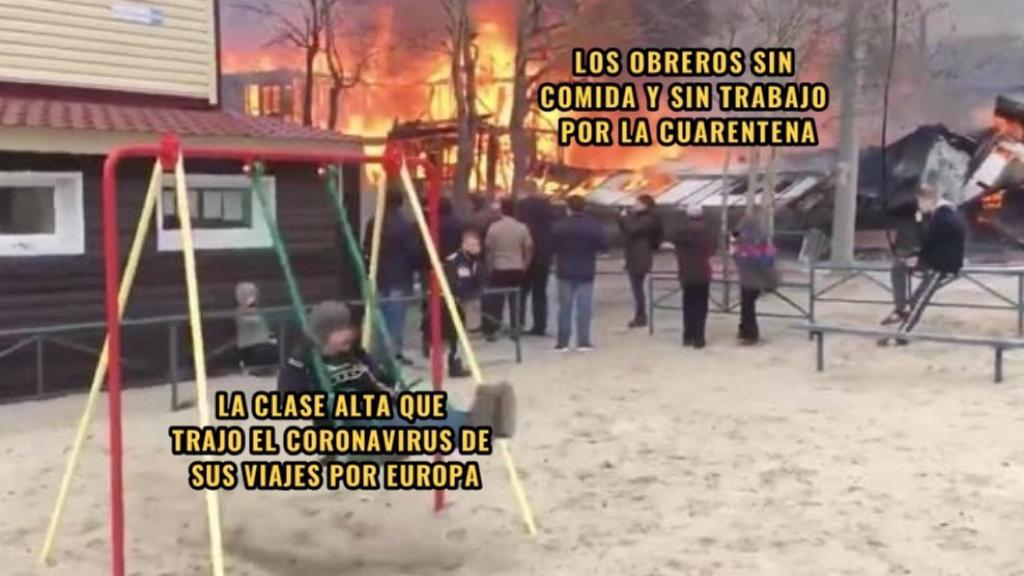 LOS OBREROS SIN
COMIDA Y SIN TRABAJO
POR LA CUARENTENA
LA CLASE ALTA QUE
TRAJO EL CORONAVIRUS DE
SUS VIAJES POR EUROPA